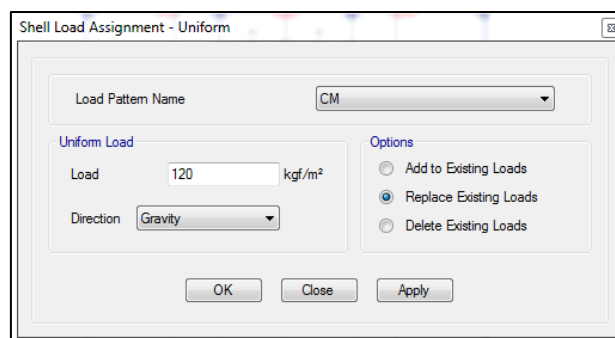 Shell Load Assignment - Uniform
Load Pattern Name CM
Uniform Load
Load 120 kgf/m²
Direction Gravity
Options
Add to Existing Loads
Replace Existing Loads
Delete Existing Loads
OK Close Apply